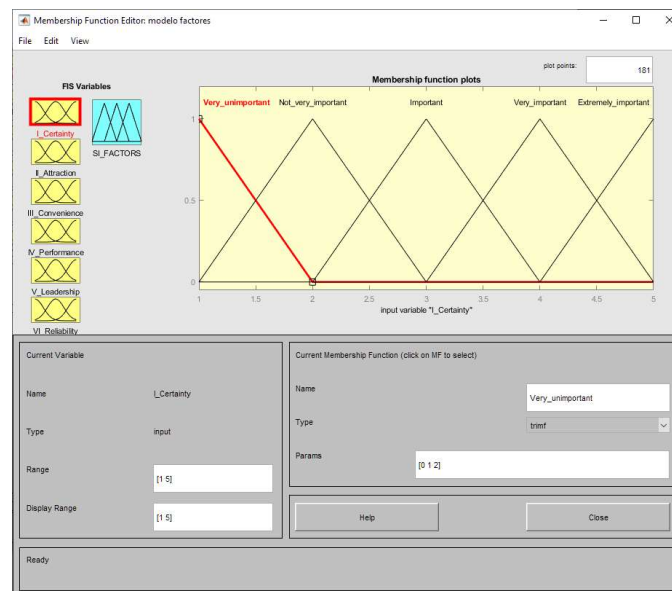 Membership Function Editor: modelo factores
File Edit View
plot points: 181
FIS Variables
Membership function plots
I_Certainty
SI_FACTORS
II_Attraction
III_Convenience
IV_Performance
V_Leadership
VI_Reliability
Very_unimportant Not_very_important Important Very_important Extremely_important
1
0.5
0
1 1.5 2 2.5 3 3.5 4 4.5 5
input variable "I_Certainty"
Current Variable
Name I_Certainty
Type input
Range [1 5]
Display Range [1 5]
Current Membership Function (click on MF to select)
Name Very_unimportant
Type trimf
Params [0 1 2]
Help Close
Ready